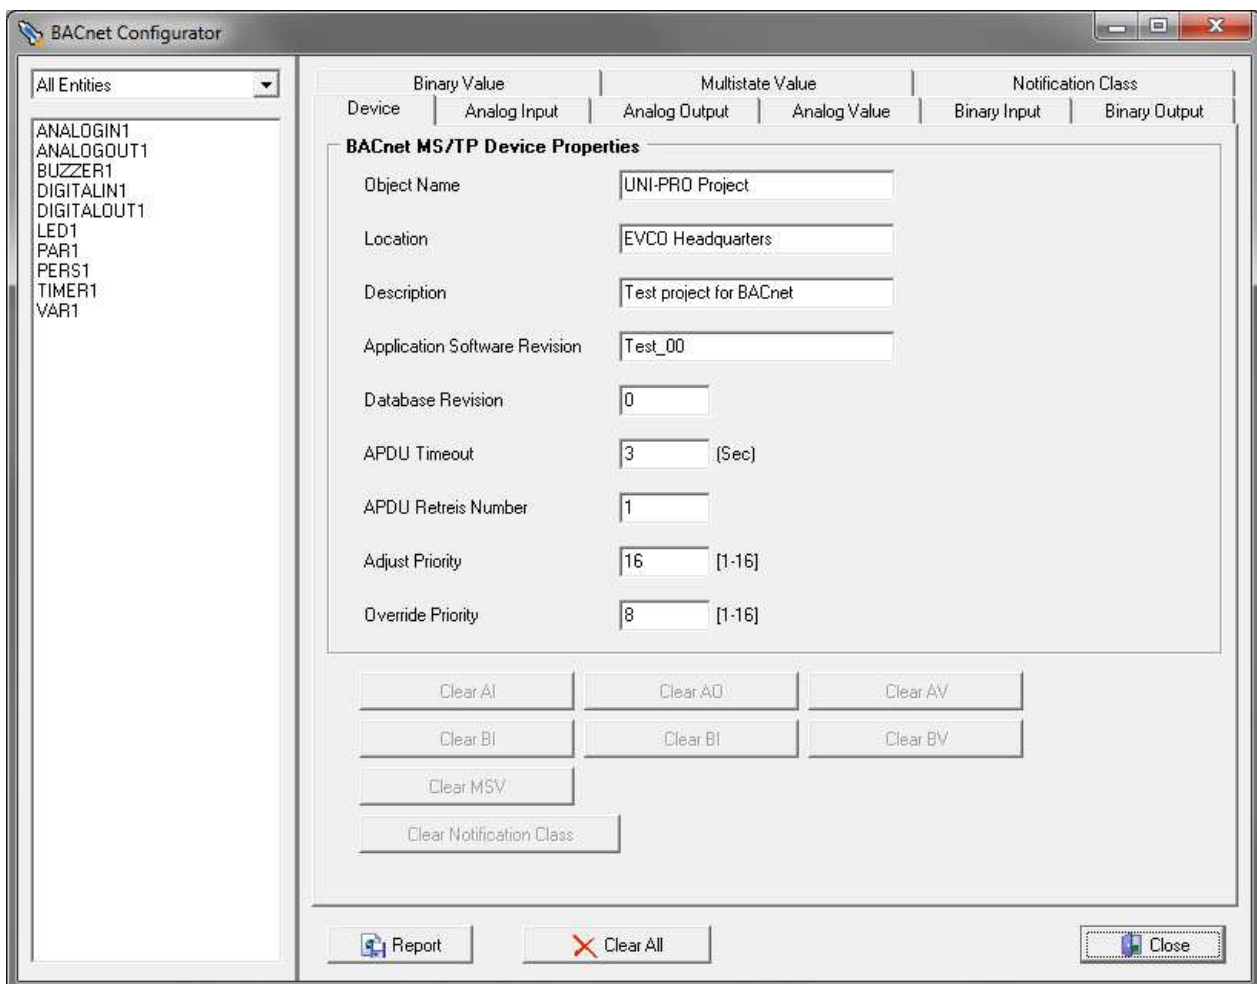 BACnet Configurator
All Entities
ANALOGIN1
ANALOGOUT1
BUZZER1
DIGITALIN1
DIGITALOUT1
LED1
PAR1
PERS1
TIMER1
VAR1
Binary Value Multistate Value Notification Class
Device Analog Input Analog Output Analog Value Binary Input Binary Output
BACnet MS/TP Device Properties
Object Name UNI-PRO Project
Location EVCO Headquarters
Description Test project for BACnet
Application Software Revision Test_00
Database Revision 0
APDU Timeout 3 (Sec)
APDU Retreis Number 1
Adjust Priority 16 [1-16]
Override Priority 8 [1-16]
Clear AI Clear AO Clear AV
Clear BI Clear BI Clear BV
Clear MSV
Clear Notification Class
Report Clear All Close